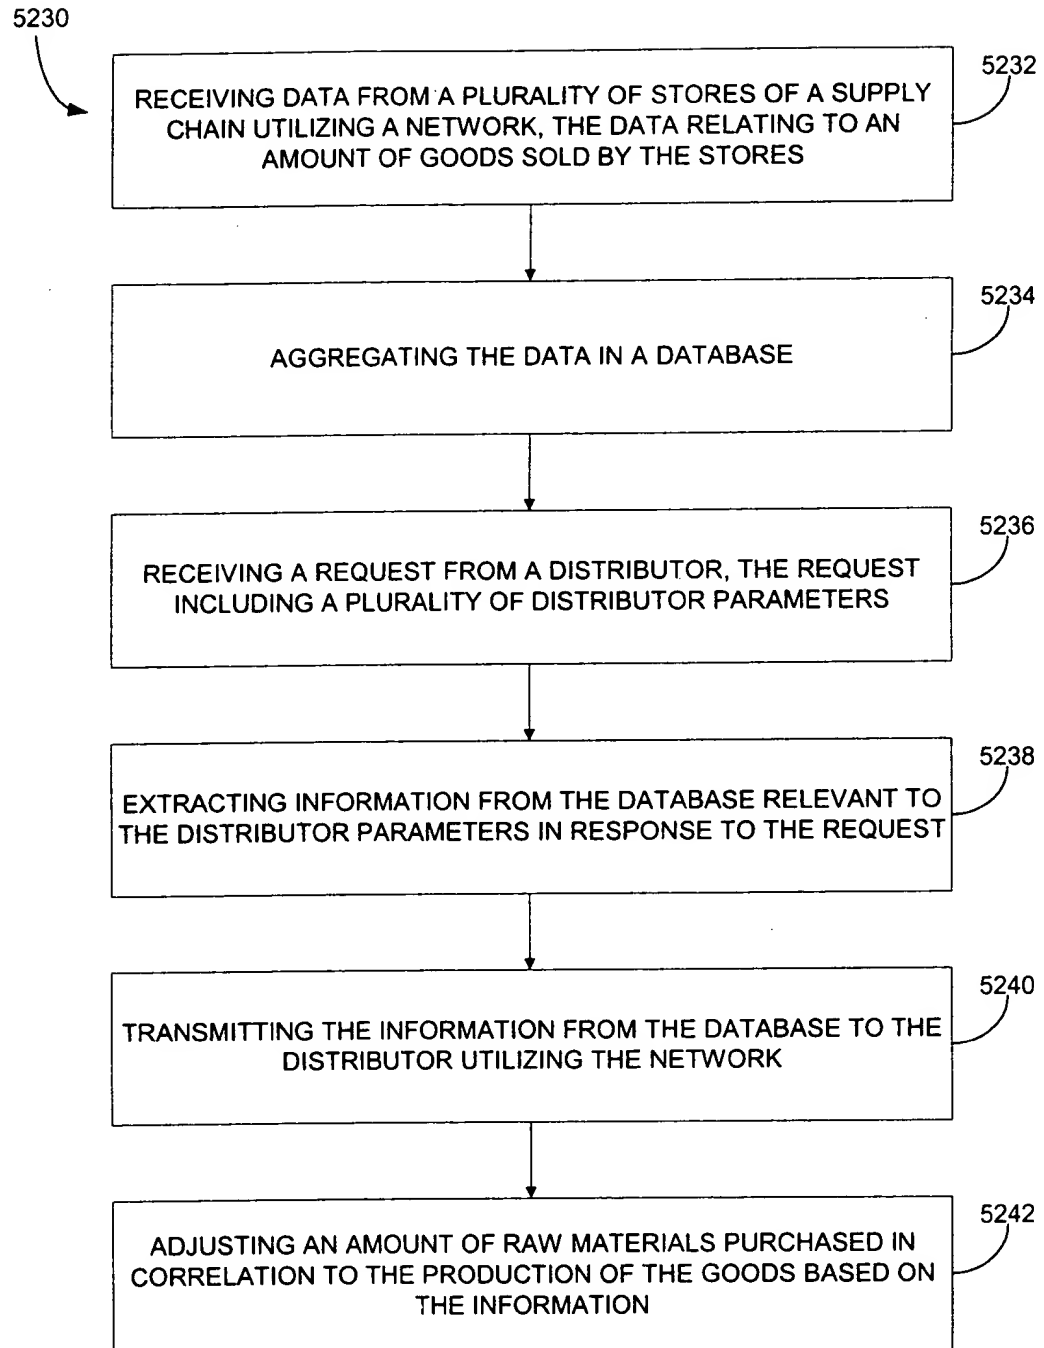 5230
5232
RECEIVING DATA FROM A PLURALITY OF STORES OF A SUPPLY
CHAIN UTILIZING A NETWORK, THE DATA RELATING TO AN
AMOUNT OF GOODS SOLD BY THE STORES
5234
AGGREGATING THE DATA IN A DATABASE
5236
RECEIVING A REQUEST FROM A DISTRIBUTOR, THE REQUEST
INCLUDING A PLURALITY OF DISTRIBUTOR PARAMETERS
5238
EXTRACTING INFORMATION FROM THE DATABASE RELEVANT TO
THE DISTRIBUTOR PARAMETERS IN RESPONSE TO THE REQUEST
5240
TRANSMITTING THE INFORMATION FROM THE DATABASE TO THE
DISTRIBUTOR UTILIZING THE NETWORK
5242
ADJUSTING AN AMOUNT OF RAW MATERIALS PURCHASED IN
CORRELATION TO THE PRODUCTION OF THE GOODS BASED ON
THE INFORMATION